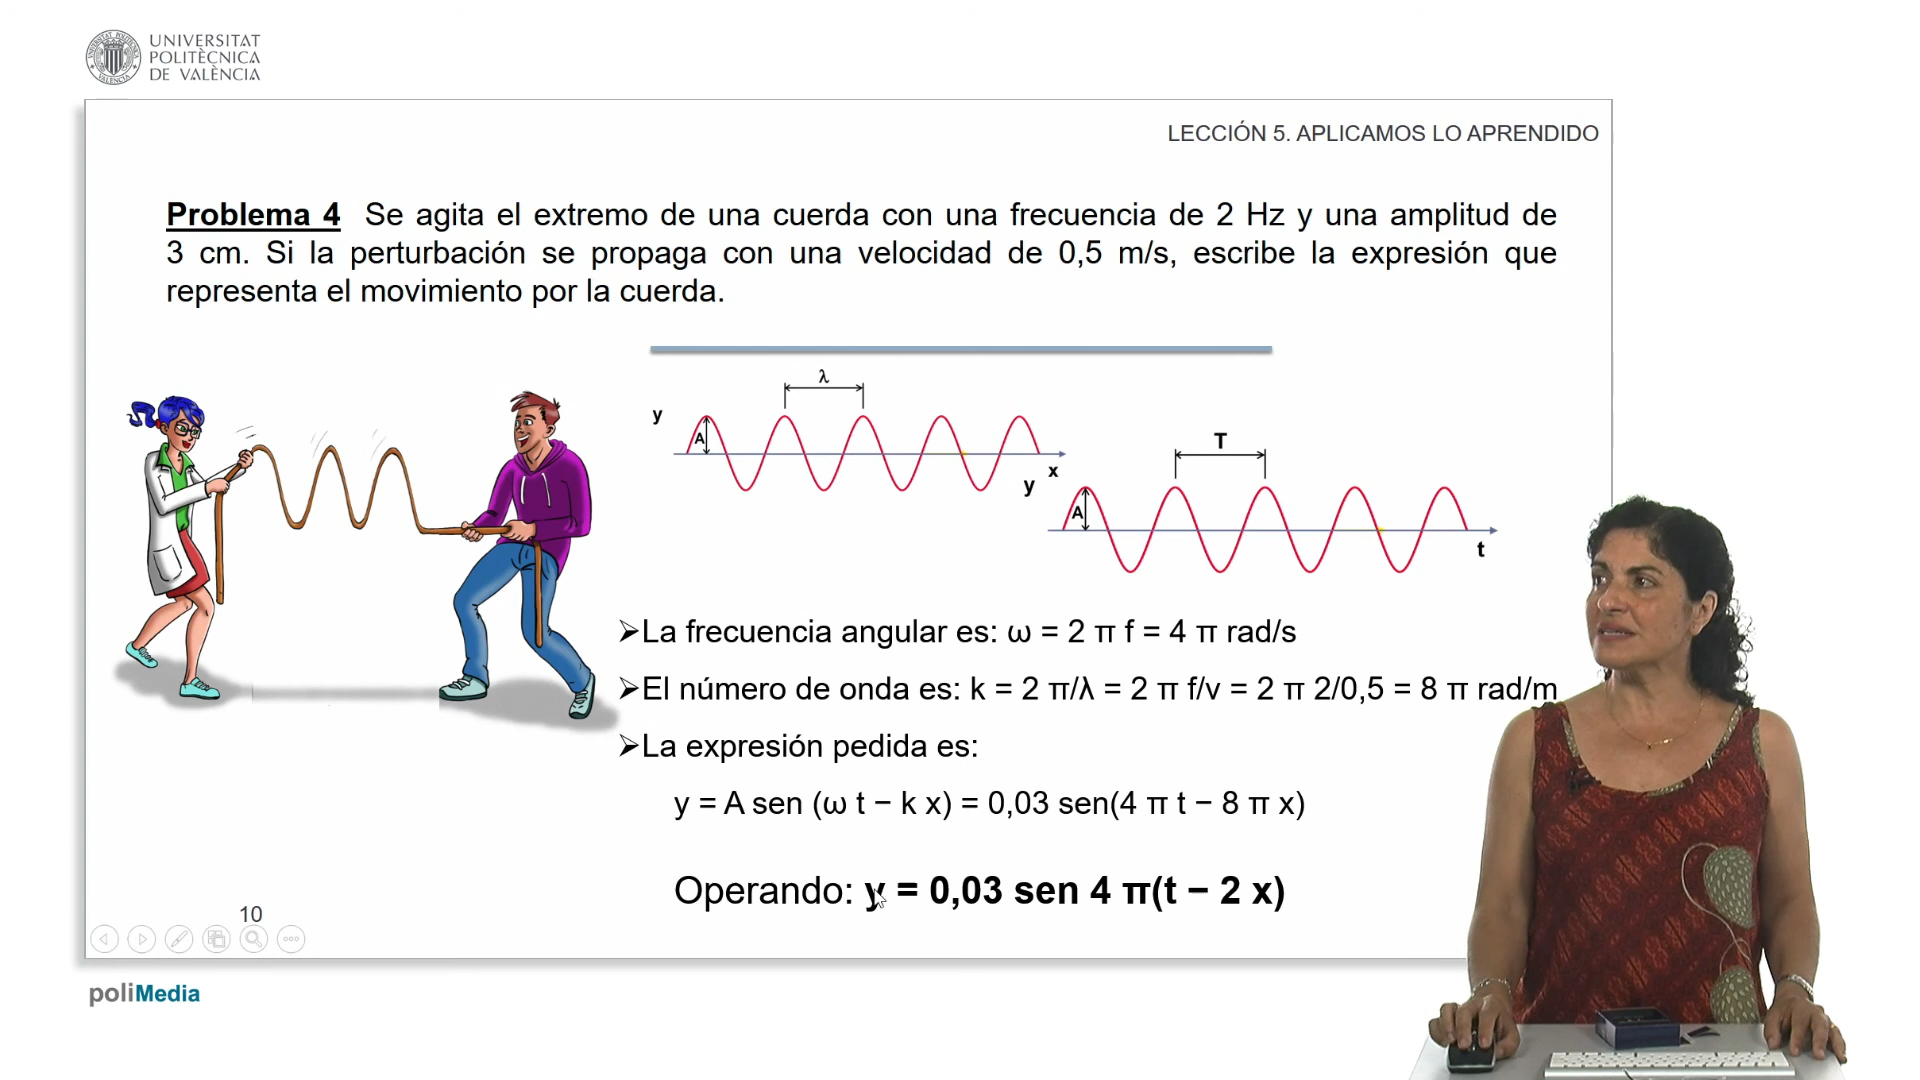 UNIVERSITAT
POLITÈCNICA
DE VALÈNCIA
LECCIÓN 5. APLICAMOS LO APRENDIDO
Problema 4 Se agita el extremo de una cuerda con una frecuencia de 2 Hz y una amplitud de
3 cm. Si la perturbación se propaga con una velocidad de 0,5 m/s, escribe la expresión que
representa el movimiento por la cuerda.
λ
y
A
x
T
y
A
t
➢La frecuencia angular es: ω = 2 π f = 4 π rad/s
➢El número de onda es: k = 2 π/λ = 2 π f/v = 2 π 2/0,5 = 8 π rad/m
➢La expresión pedida es:
y = A sen (ω t − k x) = 0,03 sen(4 π t − 8 π x)
Operando: y = 0,03 sen 4 π(t − 2 x)
10
poliMedia